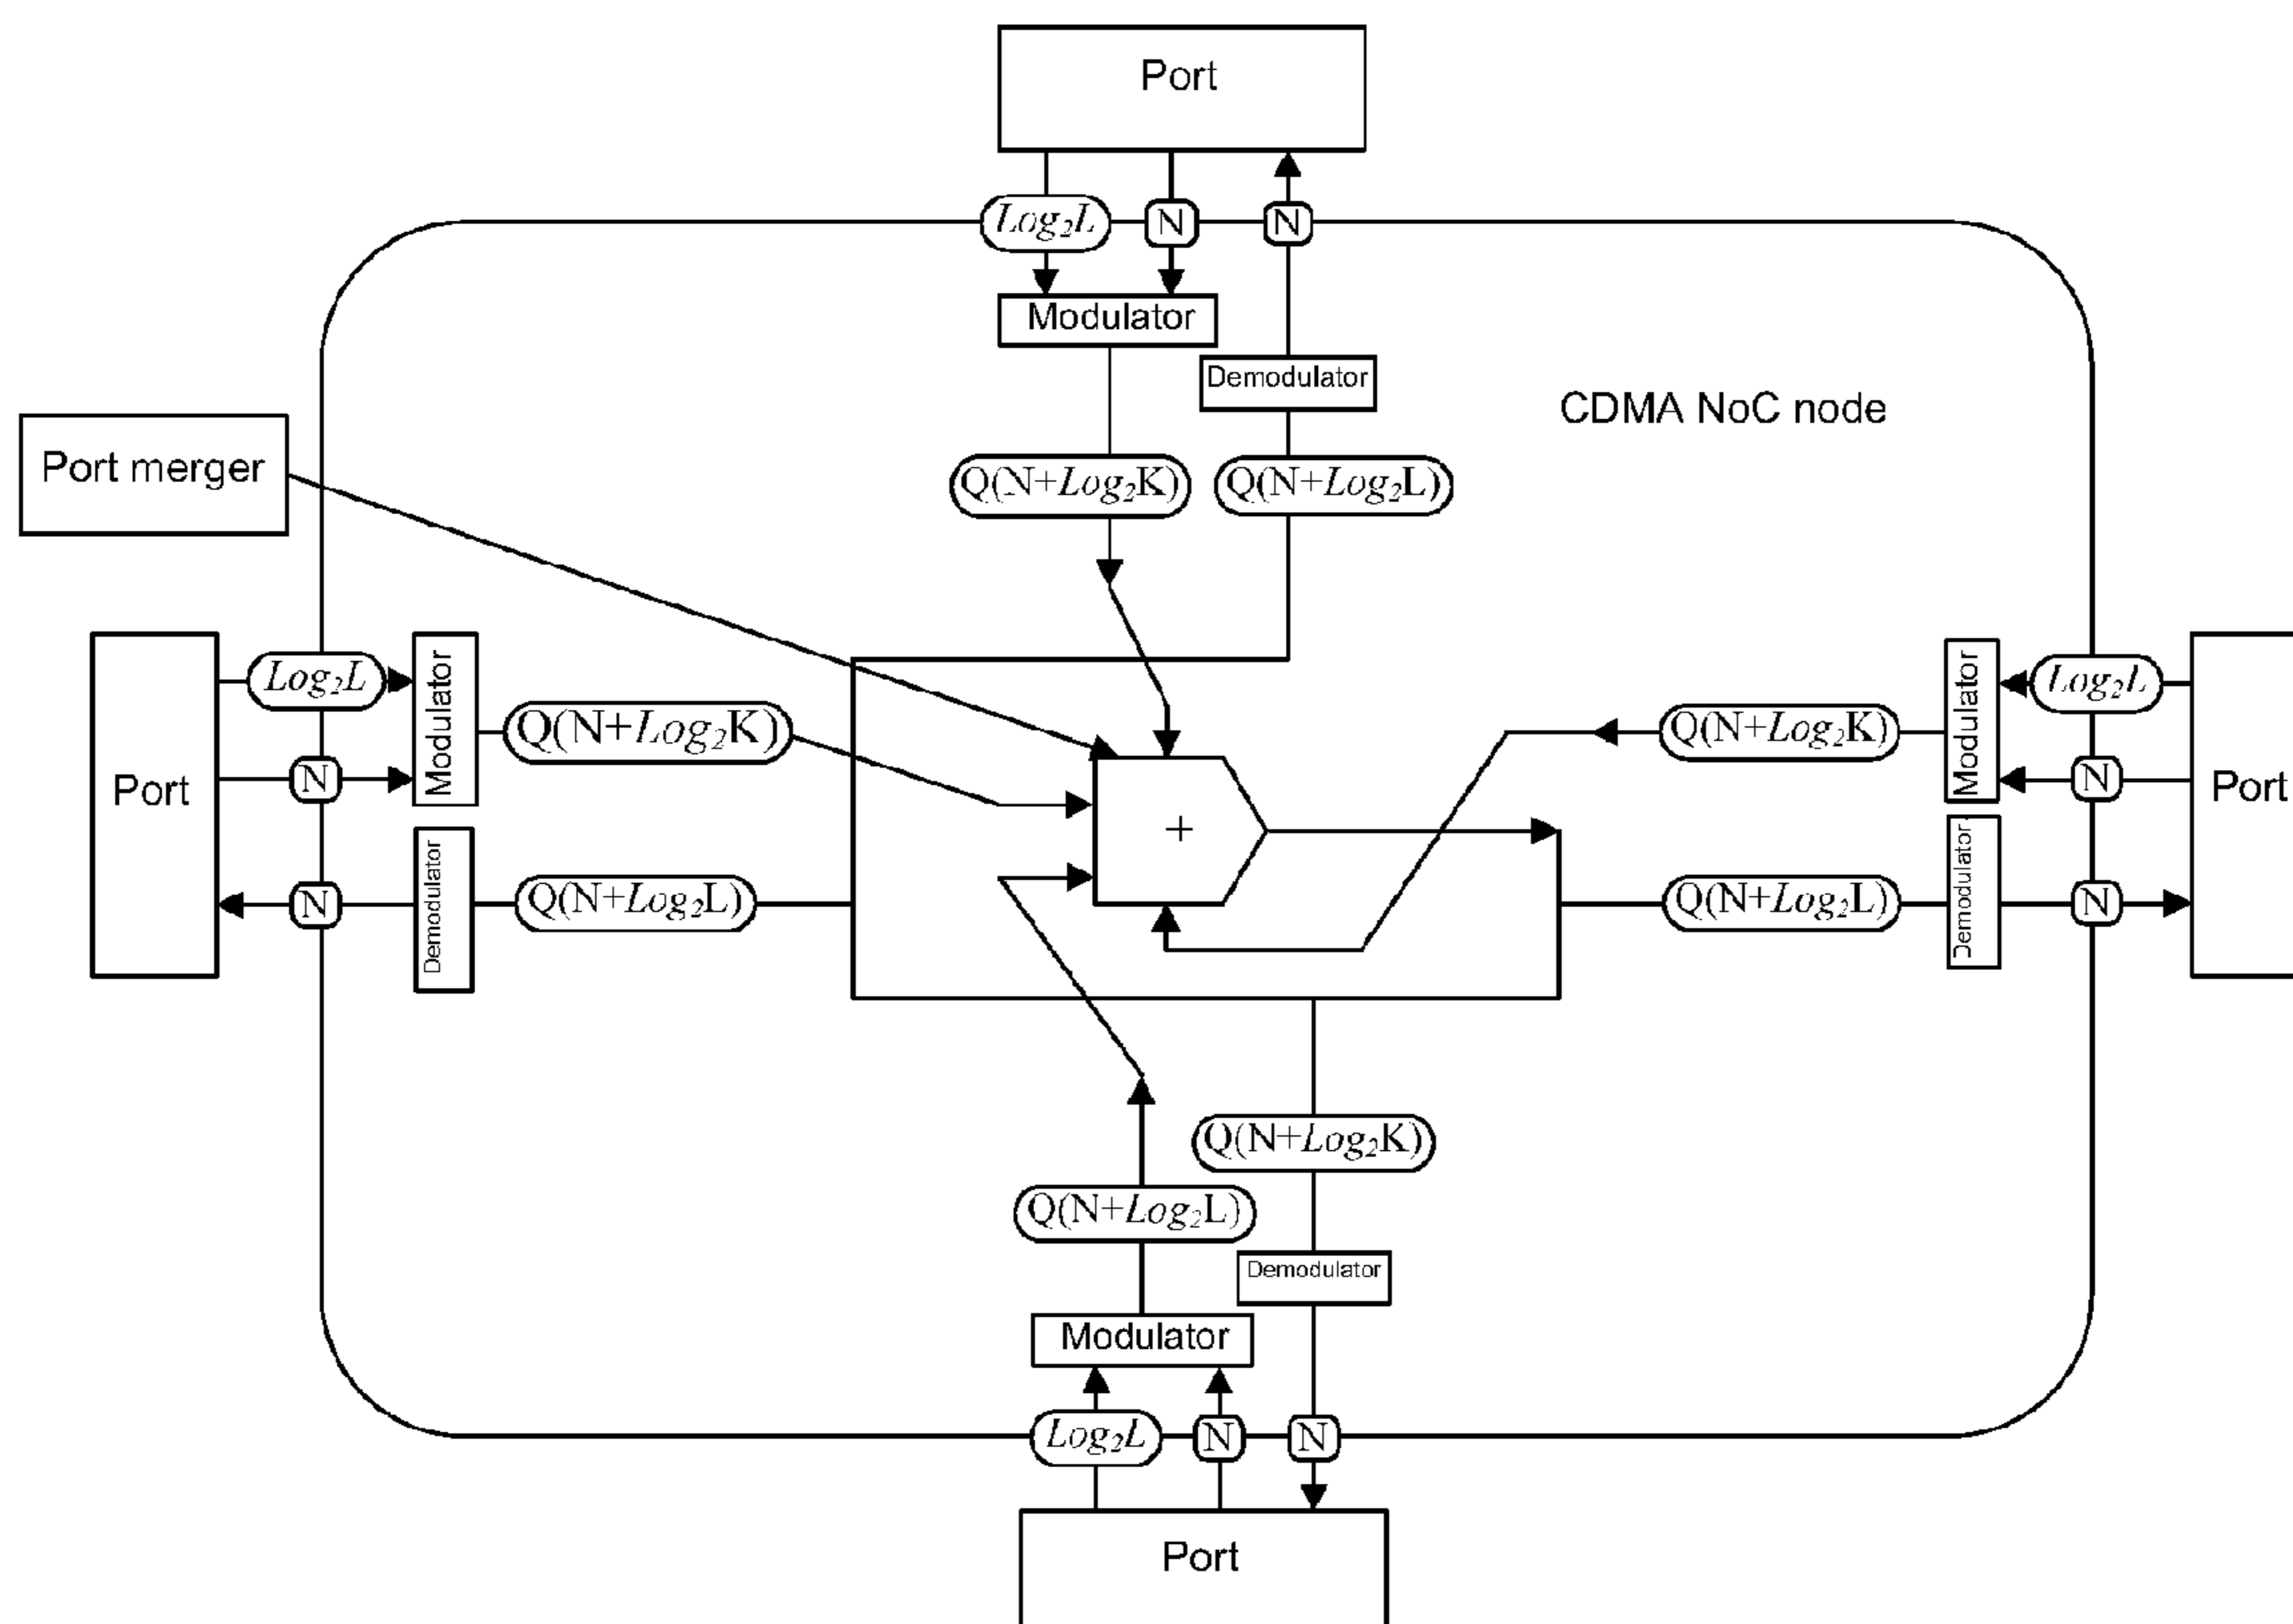 Port
Log₂L N N
Modulator
Demodulator
CDMA NoC node
Port merger
Q(N+Log₂K) Q(N+Log₂L)
Log₂L Modulator
Q(N+Log₂K)
Port N
Demodulator
N Q(N+Log₂L)
+
Q(N+Log₂K)
Modulator Log₂L
N Port
Q(N+Log₂L)
Demodulator N
Q(N+Log₂K)
Q(N+Log₂L)
Demodulator
Modulator
Log₂L N N
Port